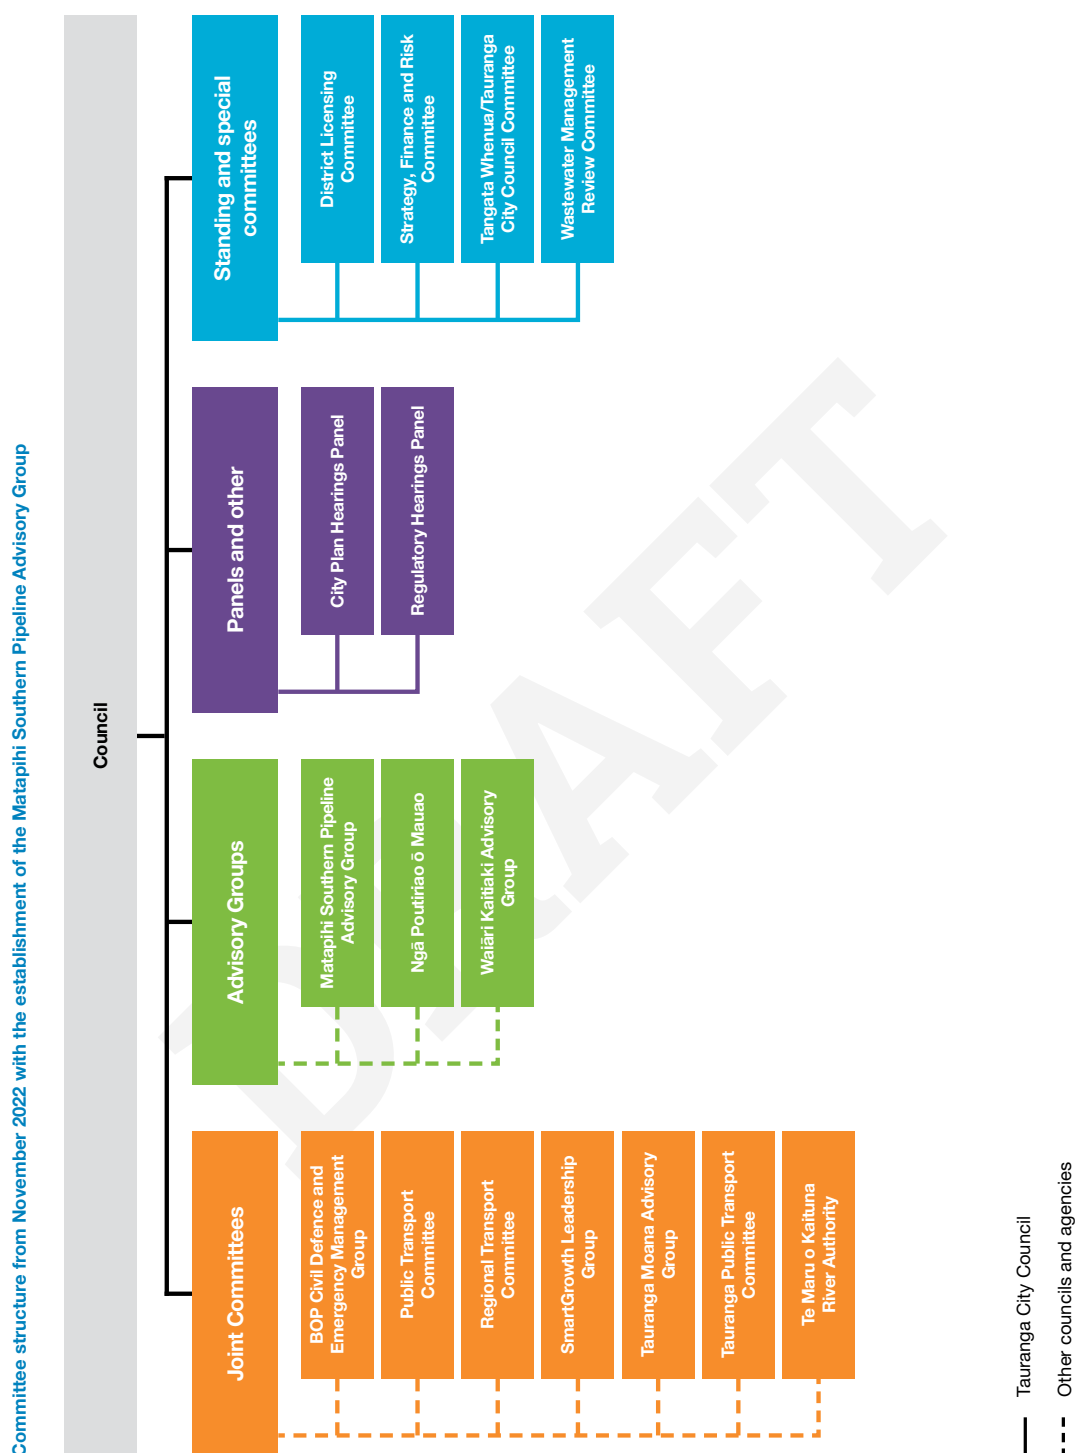 Committee structure from November 2022 with the establishment of the Matapihi Southern Pipeline Advisory Group
Council
Joint Committees
BOP Civil Defence and
Emergency Management
Group
Public Transport
Committee
Regional Transport
Committee
SmartGrowth Leadership
Group
Tauranga Moana Advisory
Group
Tauranga Public Transport
Committee
Te Maru o Kaituna
River Authority
Advisory Groups
Matapihi Southern Pipeline
Advisory Group
Ngā Poutiriao ō Mauao
Waiāri Kaitiaki Advisory
Group
Panels and other
City Plan Hearings Panel
Regulatory Hearings Panel
Standing and special
committees
District Licensing
Committee
Strategy, Finance and Risk
Committee
Tangata Whenua/Tauranga
City Council Committee
Wastewater Management
Review Committee
Tauranga City Council
Other councils and agencies
DRAFT